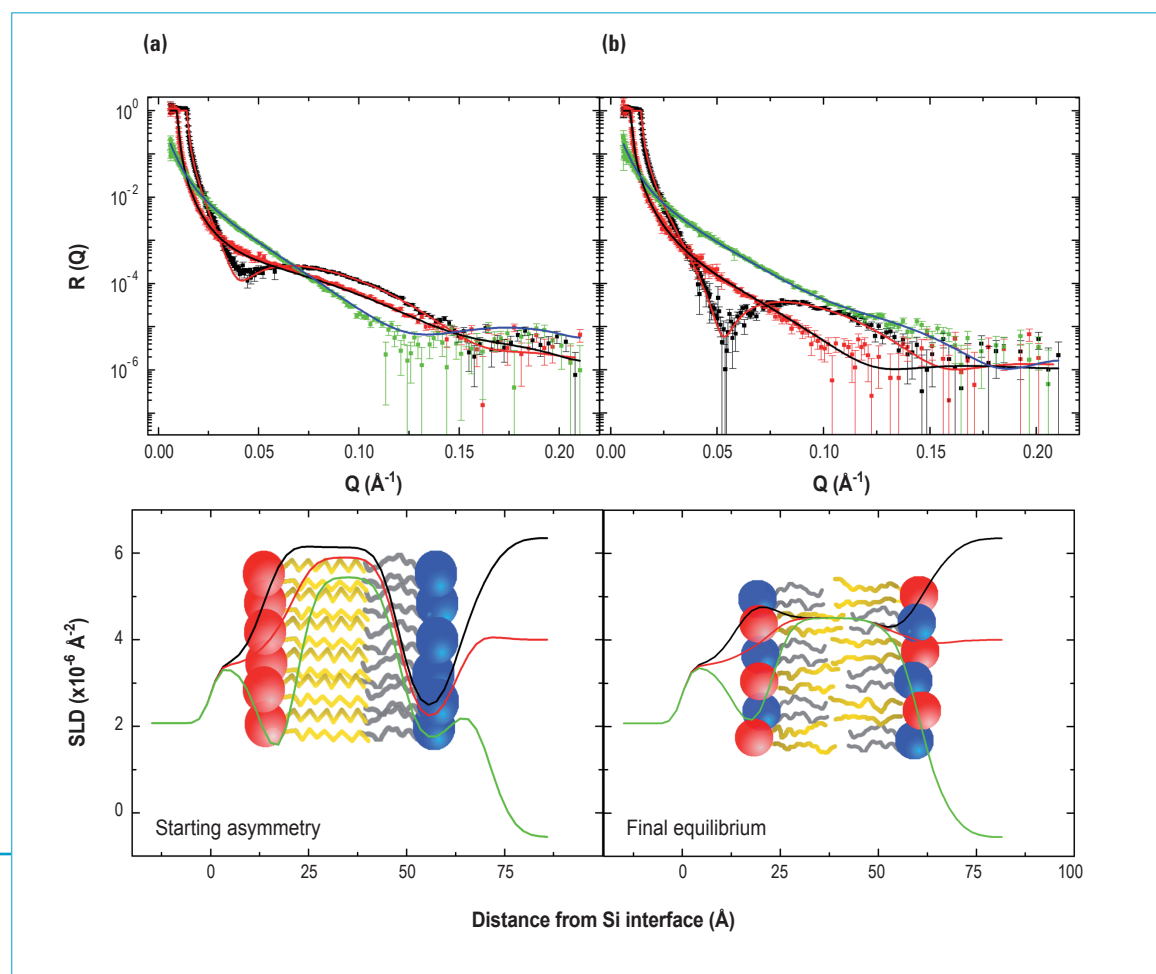 (a) (b)
10⁰
10⁻²
10⁻⁴
10⁻⁶
R (Q)
0.00 0.05 0.10 0.15 0.20 0.00 0.05 0.10 0.15 0.20
Q (Å⁻¹) Q (Å⁻¹)
6
4
2
0
SLD (x10⁻⁶ Å⁻²)
Starting asymmetry Final equilibrium
0 25 50 75 0 25 50 75 100
Distance from Si interface (Å)